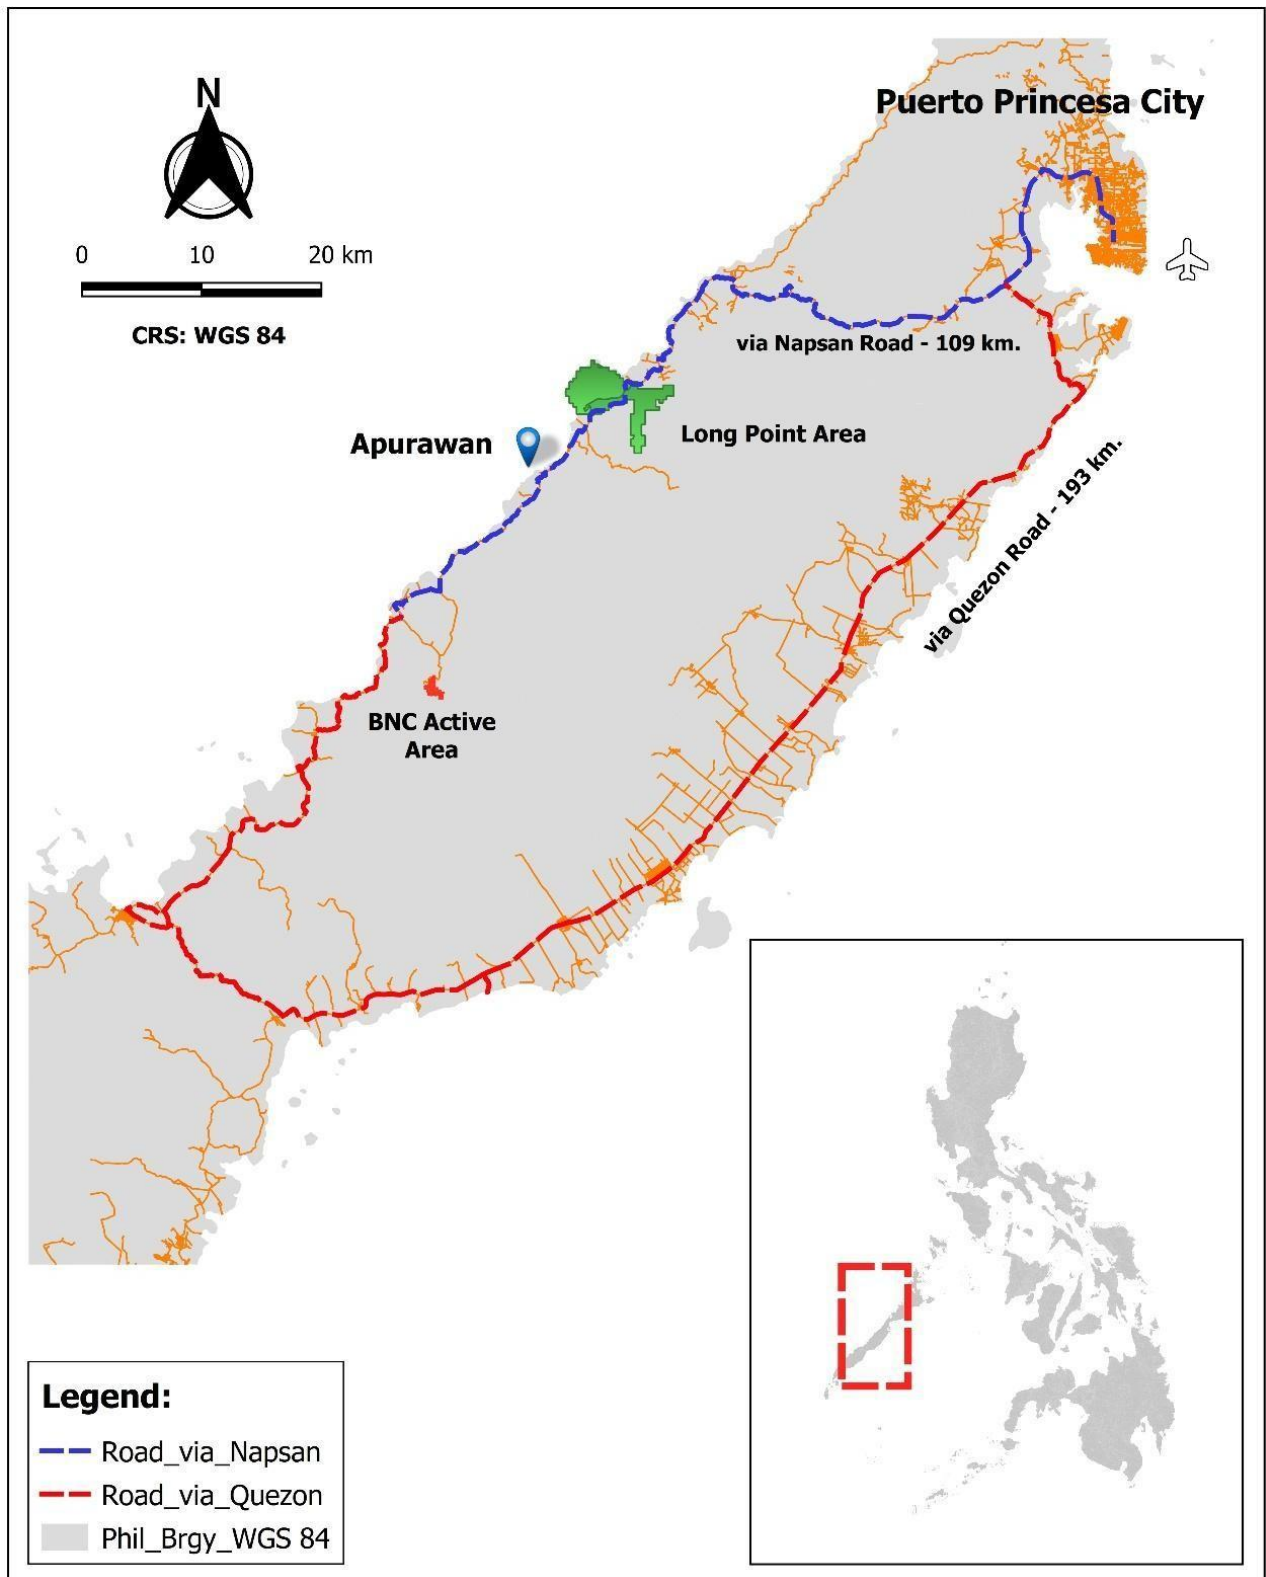 Puerto Princesa City
N
0 10 20 km
CRS: WGS 84
via Napsan Road - 109 km.
Apurawan
Long Point Area
via Quezon Road - 193 km.
BNC Active
Area
Legend:
Road_via_Napsan
Road_via_Quezon
Phil_Brgy_WGS 84